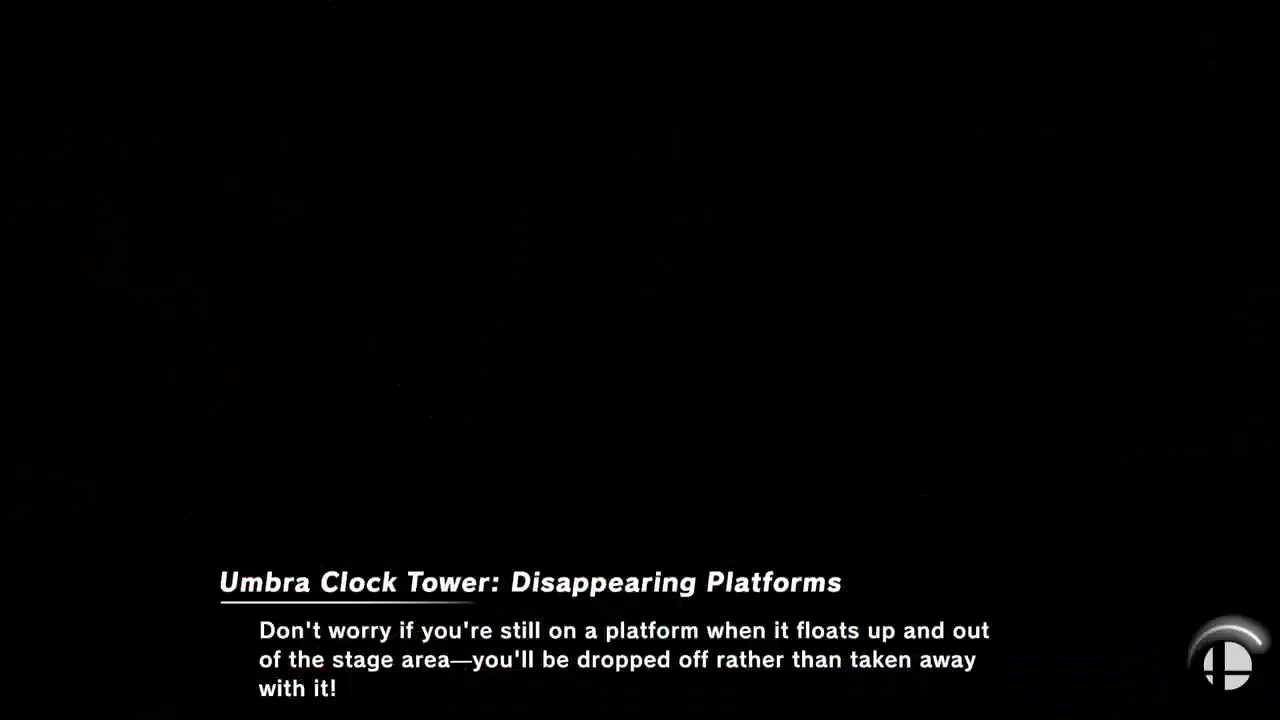 Umbra Clock Tower: Disappearing Platforms
Don't worry if you're still on a platform when it floats up and out
of the stage area—you'll be dropped off rather than taken away
with it!